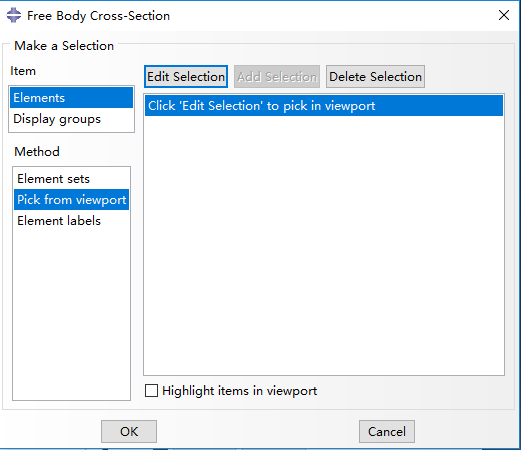 Free Body Cross-Section
Make a Selection
Item
Elements
Display groups
Method
Element sets
Pick from viewport
Element labels
Edit Selection Add Selection Delete Selection
Click 'Edit Selection' to pick in viewport
Highlight items in viewport
OK Cancel